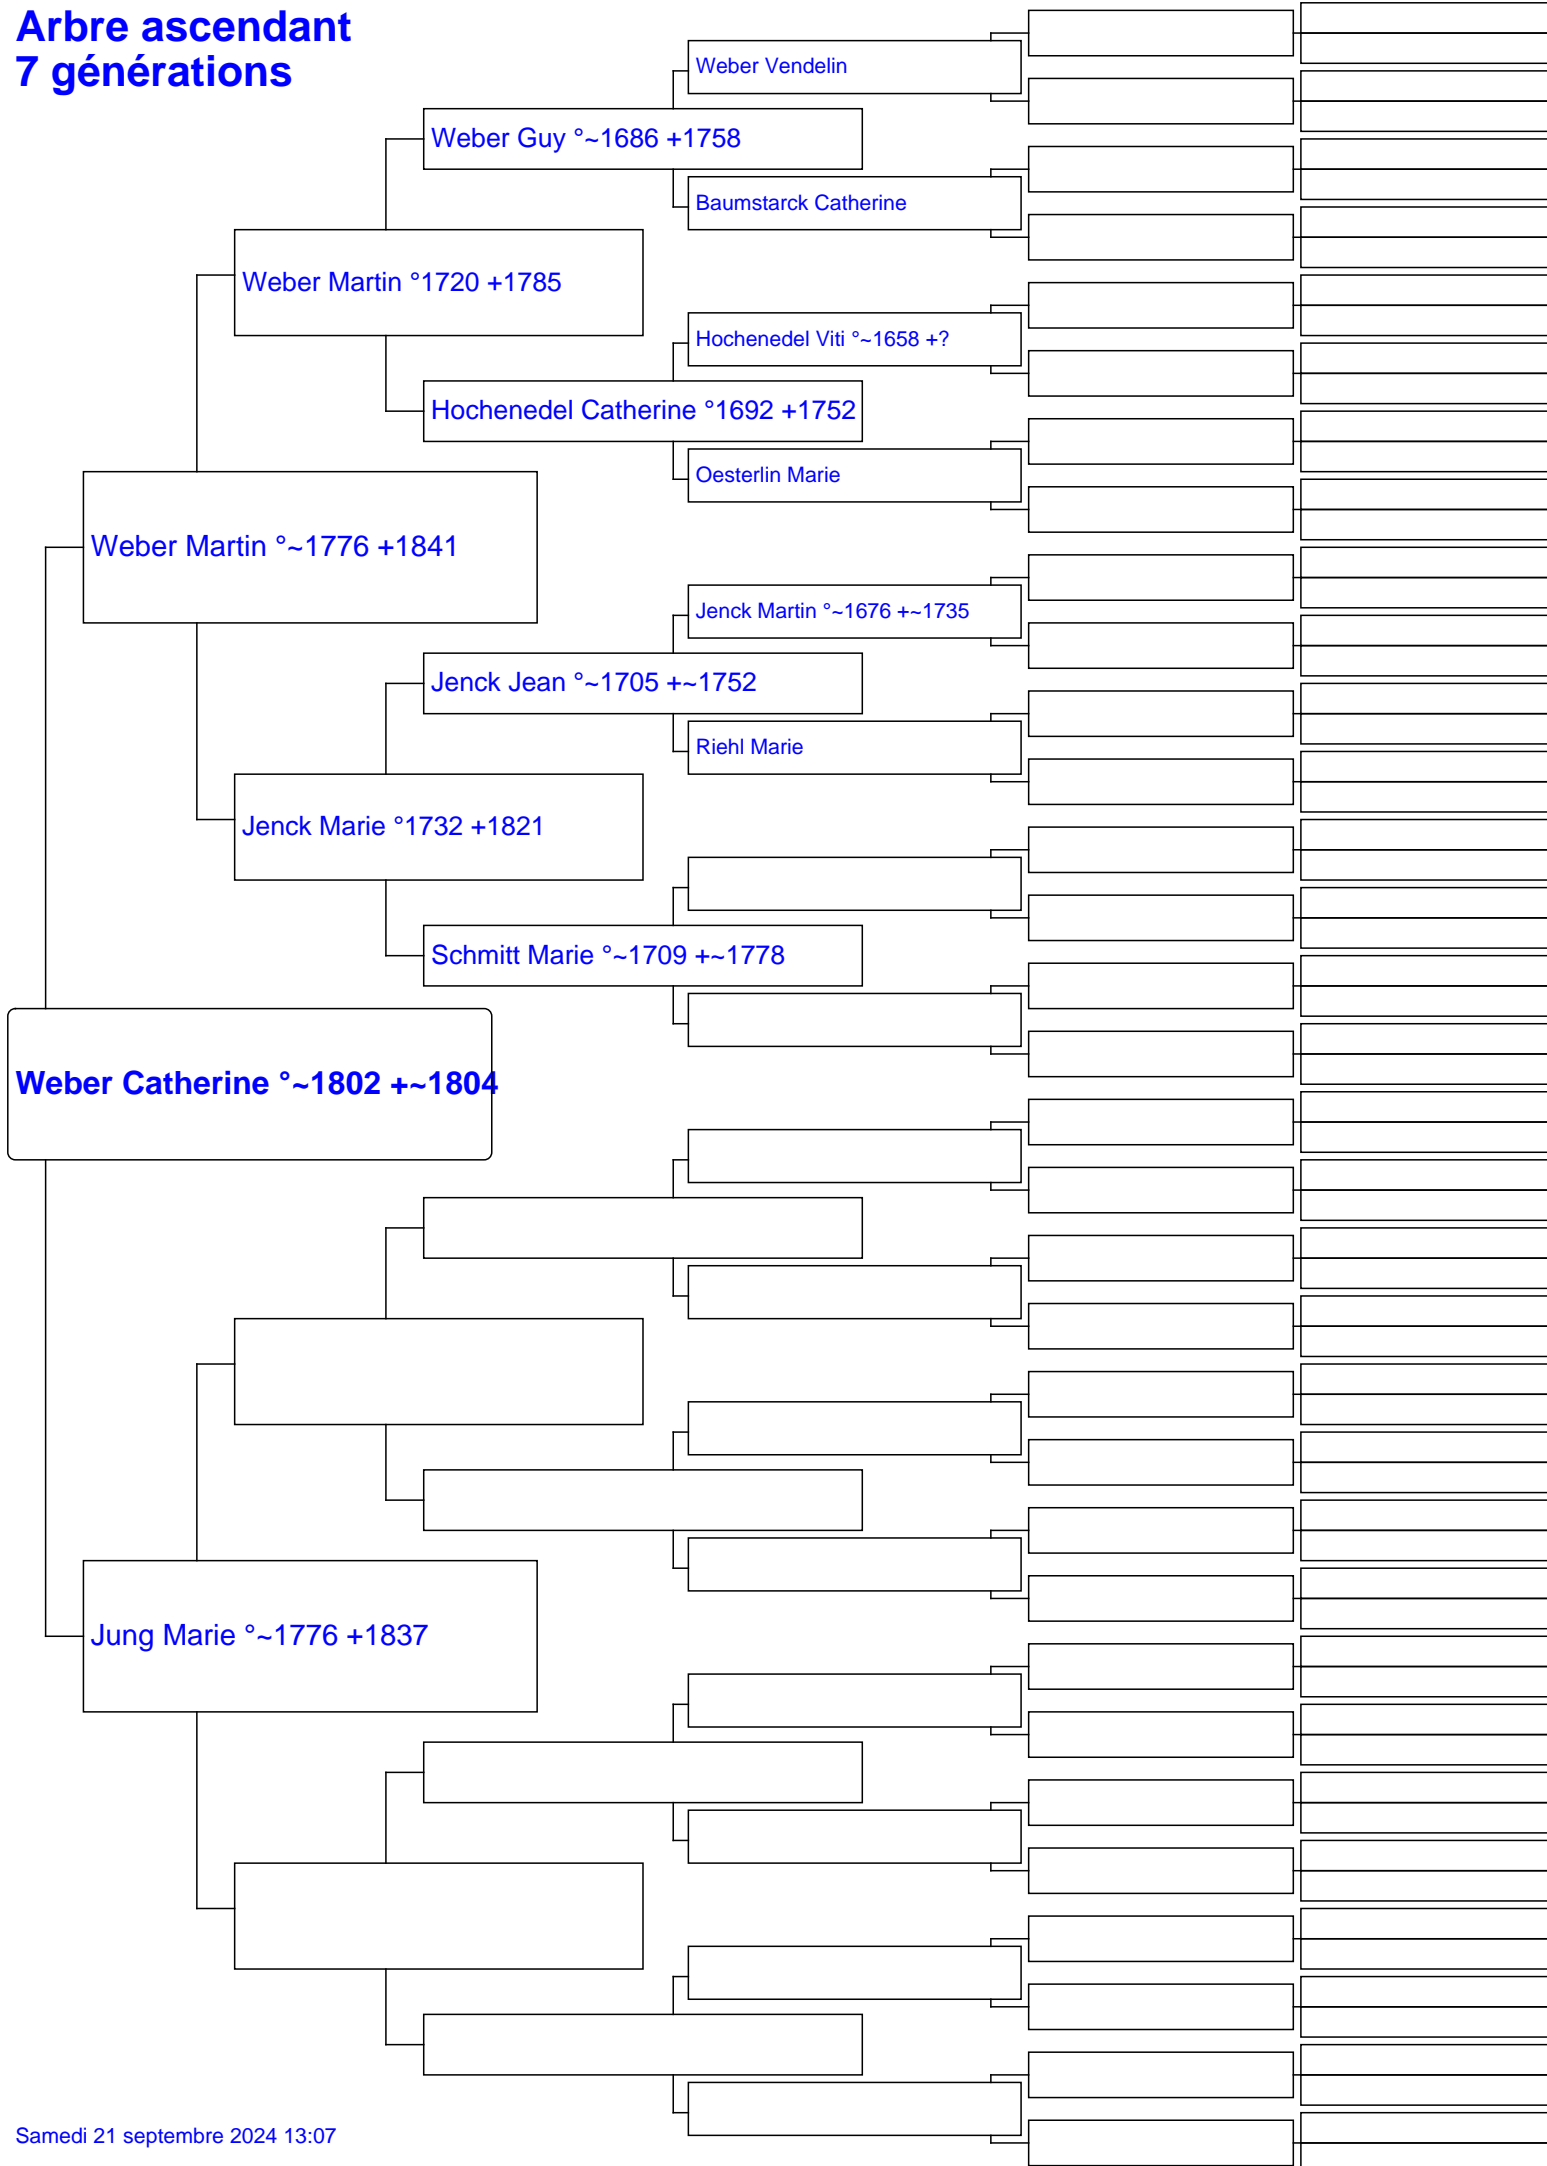 Arbre ascendant
7 générations
Weber Vendelin
Weber Guy °~1686 +1758
Baumstarck Catherine
Weber Martin °1720 +1785
Hochenedel Viti °~1658 +?
Hochenedel Catherine °1692 +1752
Oesterlin Marie
Weber Martin °~1776 +1841
Jenck Martin °~1676 +~1735
Jenck Jean °~1705 +~1752
Riehl Marie
Jenck Marie °1732 +1821
Schmitt Marie °~1709 +~1778
Weber Catherine °~1802 +~1804
Jung Marie °~1776 +1837
Samedi 21 septembre 2024 13:07